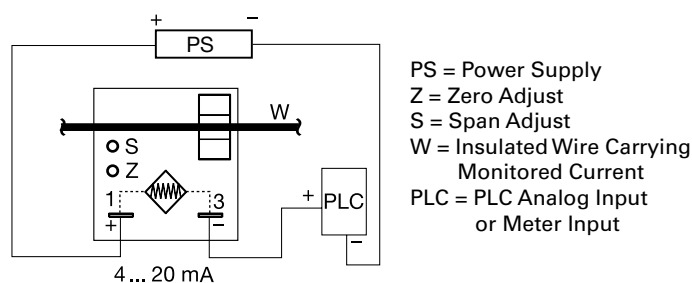 + −
PS
W
S
Z
1 3
+ −
4 ... 20 mA
+ PLC
−
PS = Power Supply
Z = Zero Adjust
S = Span Adjust
W = Insulated Wire Carrying
Monitored Current
PLC = PLC Analog Input
or Meter Input